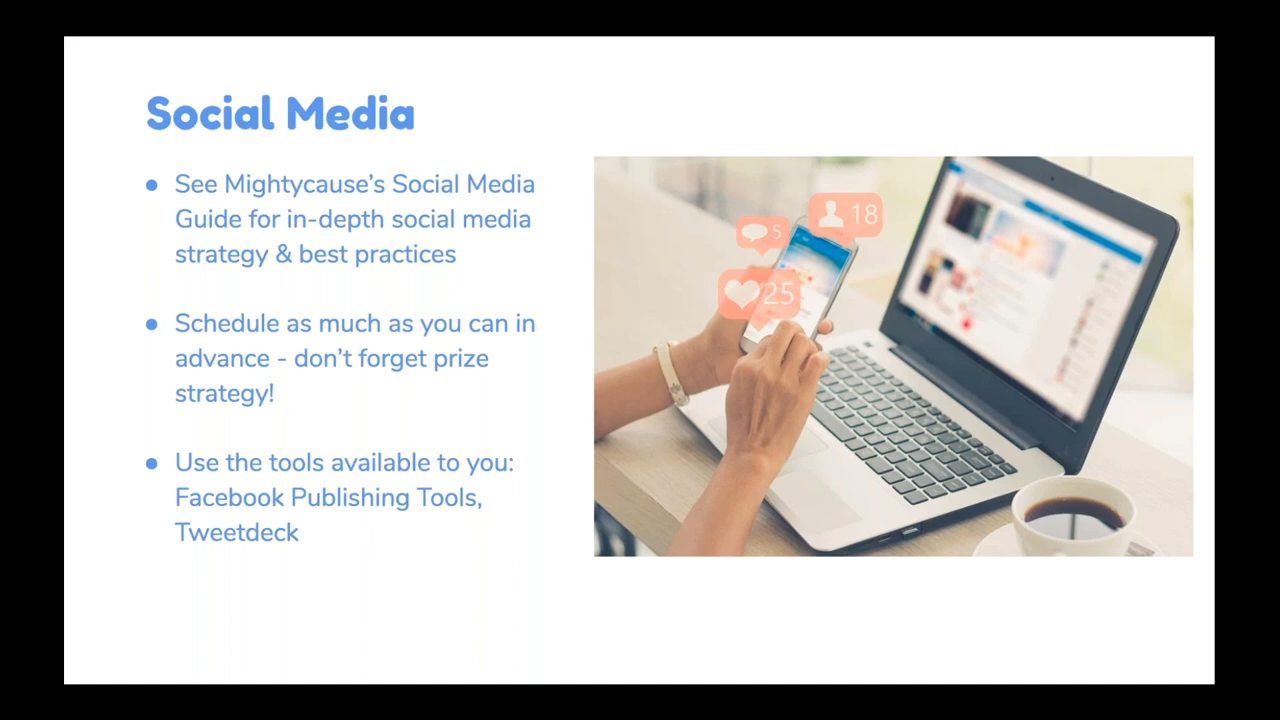 Social Media
● See Mightycause’s Social Media
Guide for in-depth social media
strategy & best practices
● Schedule as much as you can in
advance - don’t forget prize
strategy!
● Use the tools available to you:
Facebook Publishing Tools,
Tweetdeck
18
5
25